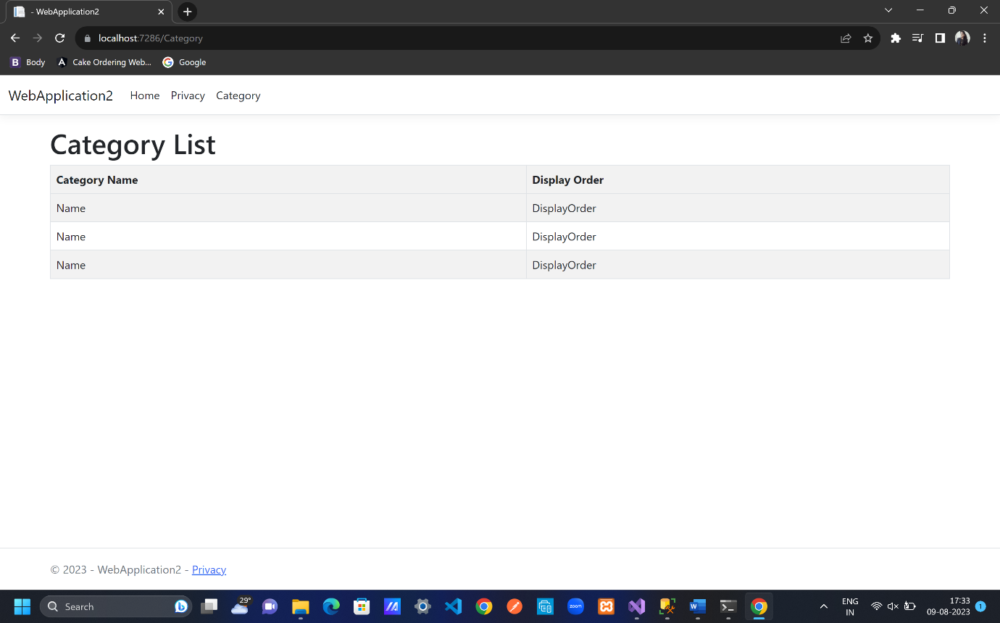 - WebApplication2
localhost:7286/Category
B Body A Cake Ordering Web... G Google
WebApplication2 Home Privacy Category
Category List
Category Name Display Order
Name DisplayOrder
Name DisplayOrder
Name DisplayOrder
© 2023 - WebApplication2 - Privacy
Search 29° zoom W ENG IN 17:33 09-08-2023 1